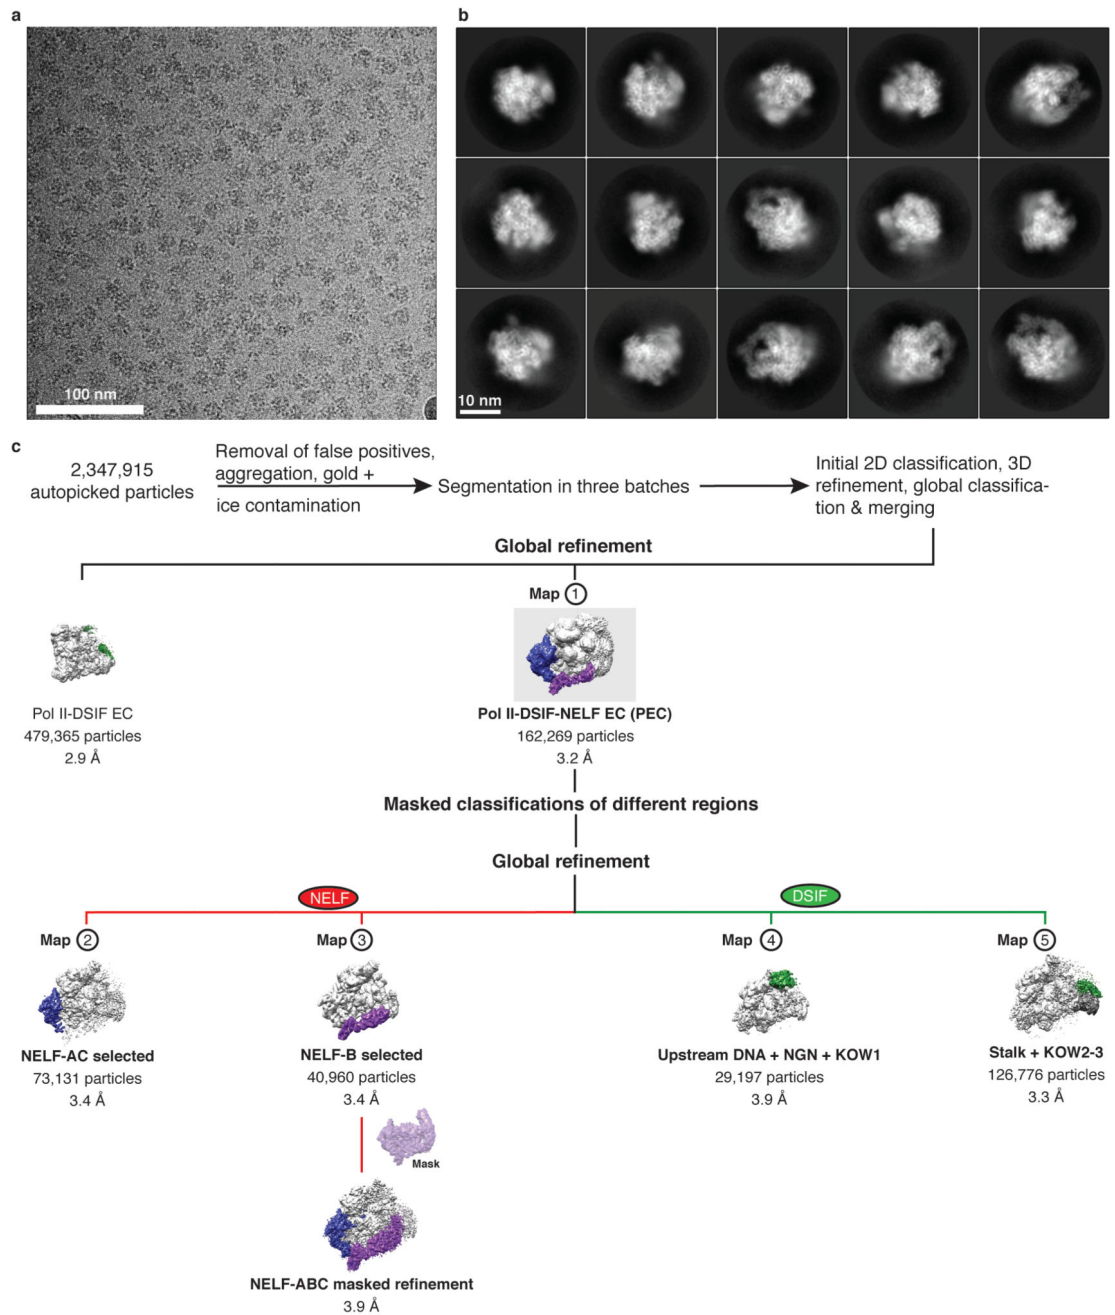 a
b
100 nm
10 nm
c
2,347,915
autopicked particles
Removal of false positives,
aggregation, gold +
ice contamination
Segmentation in three batches
Initial 2D classification, 3D
refinement, global classifica-
tion & merging
Global refinement
Map 1
Pol II-DSIF EC
479,365 particles
2.9 Å
Pol II-DSIF-NELF EC (PEC)
162,269 particles
3.2 Å
Masked classifications of different regions
Global refinement
NELF
DSIF
Map 2
Map 3
Map 4
Map 5
NELF-AC selected
73,131 particles
3.4 Å
NELF-B selected
40,960 particles
3.4 Å
Upstream DNA + NGN + KOW1
29,197 particles
3.9 Å
Stalk + KOW2-3
126,776 particles
3.3 Å
Mask
NELF-ABC masked refinement
3.9 Å